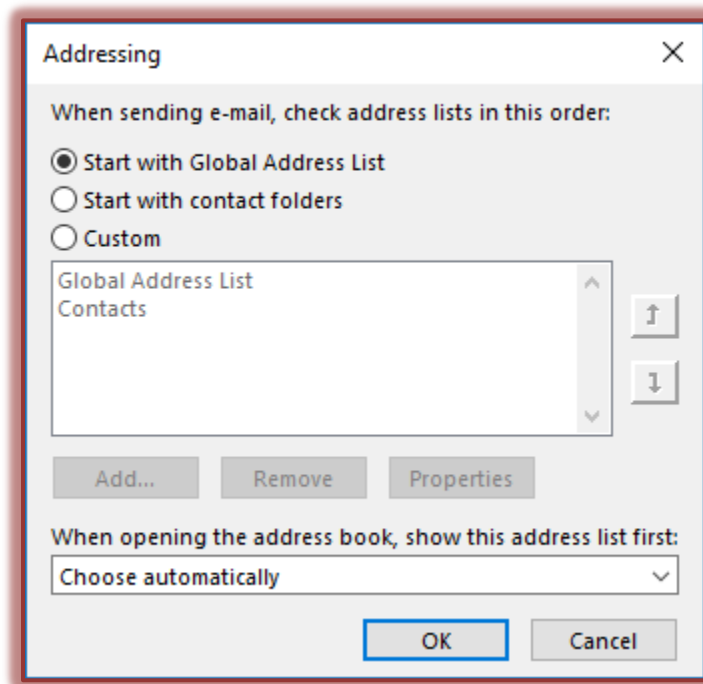 Addressing
When sending e-mail, check address lists in this order:
Start with Global Address List
Start with contact folders
Custom
Global Address List
Contacts
Add...
Remove
Properties
When opening the address book, show this address list first:
Choose automatically
OK
Cancel